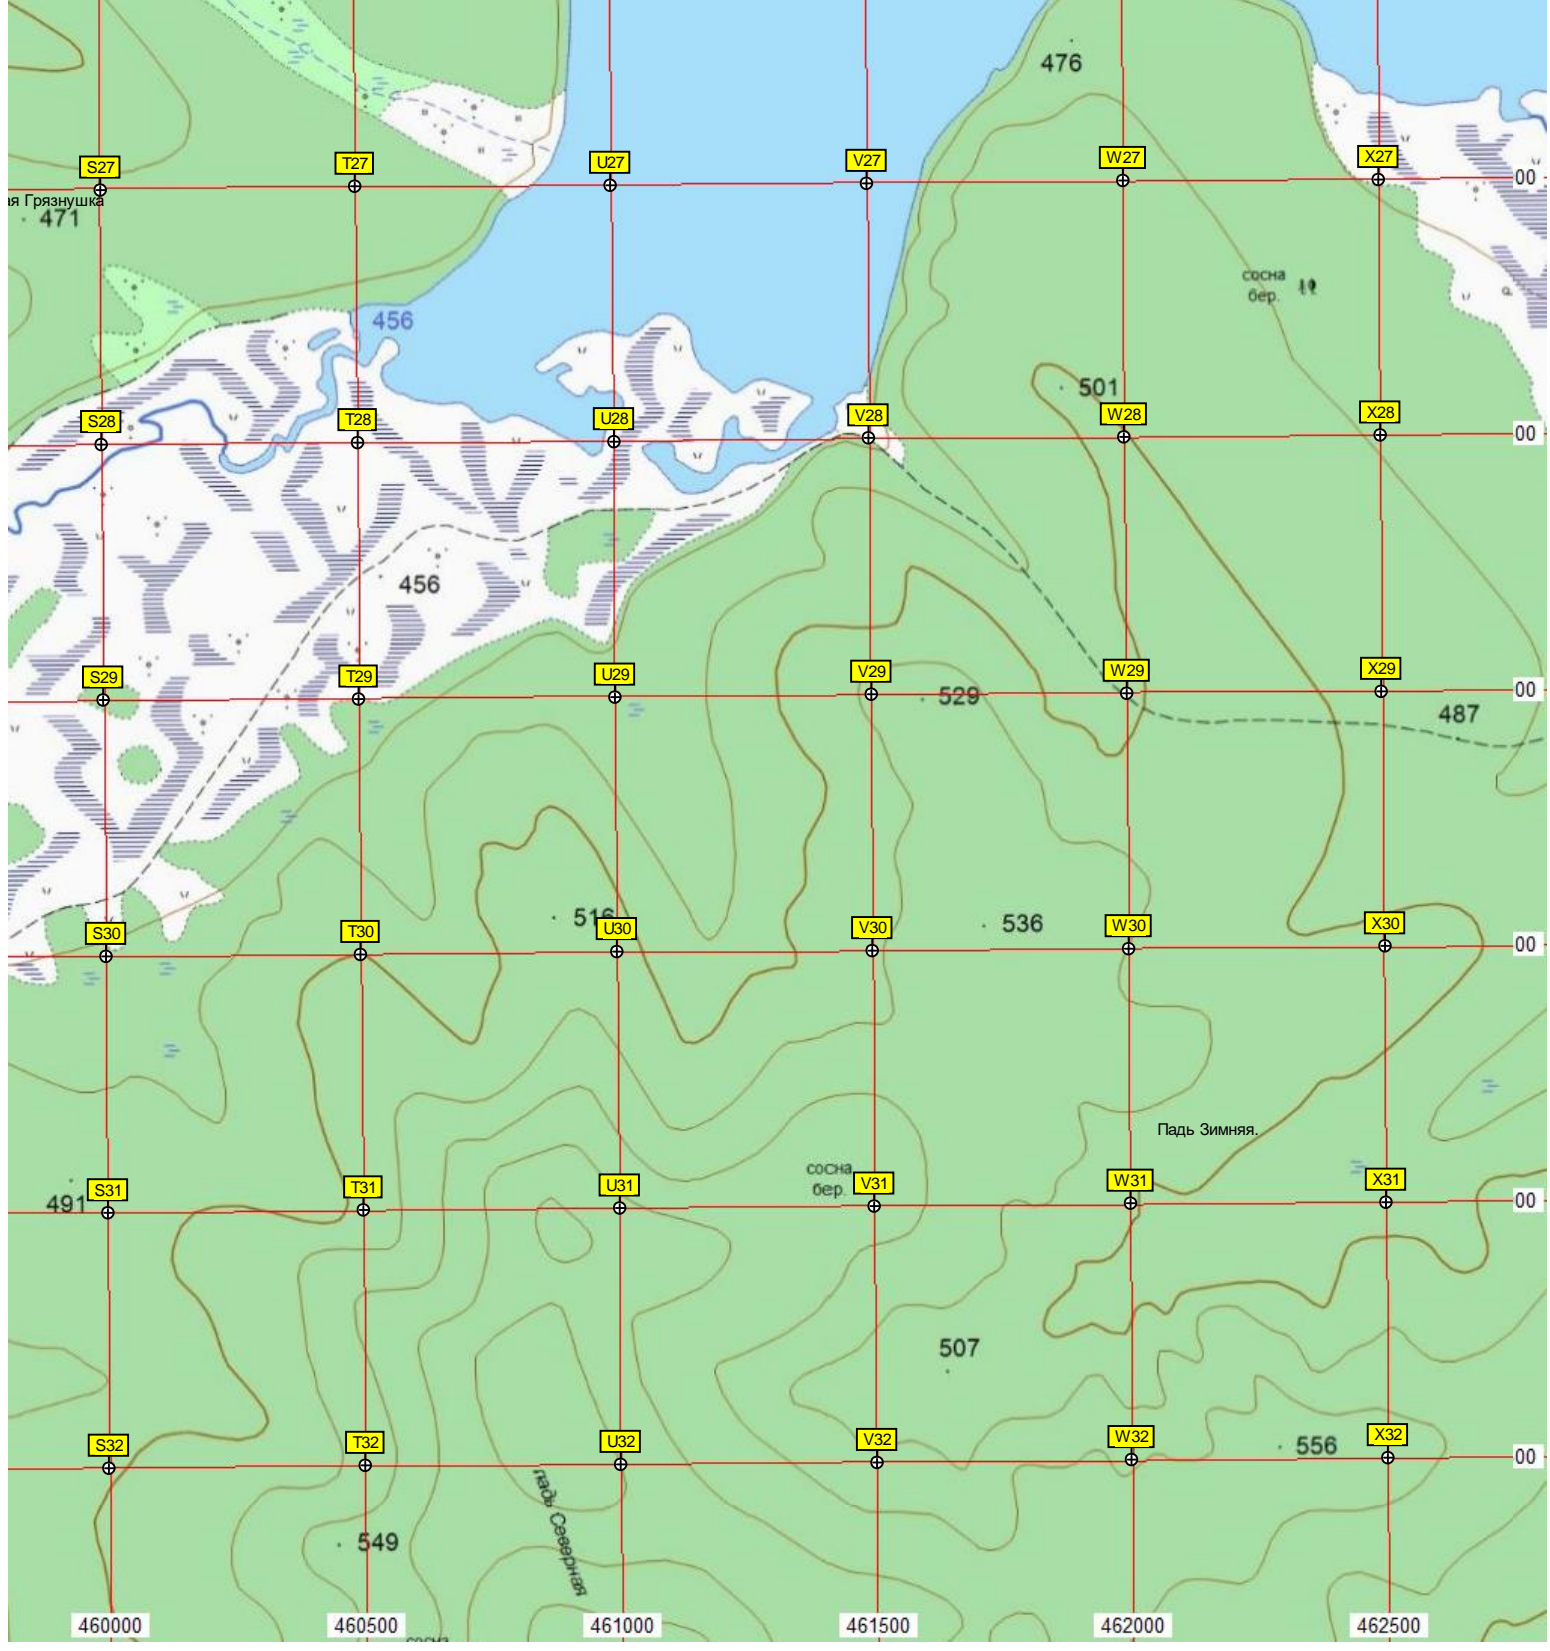 476
S27
T27
U27
V27
W27
X27
00
ая Грязнушка
471
сосна
бер.
456
501
S28
T28
U28
V28
W28
X28
00
456
S29
T29
U29
V29
W29
X29
00
529
487
516
536
S30
T30
U30
V30
W30
X30
00
Падь Зимняя.
сосна
бер.
491
S31
T31
U31
V31
W31
X31
00
507
S32
T32
U32
V32
W32
X32
00
556
падь Северная
549
460000
460500
461000
461500
462000
462500
сосна